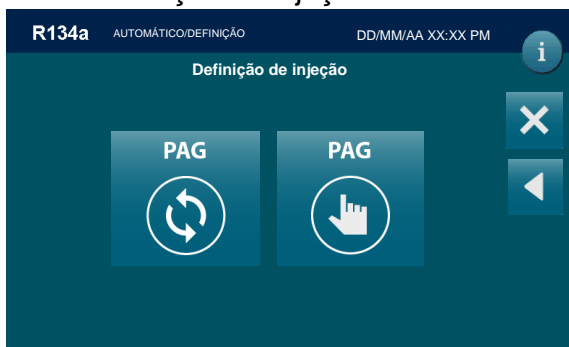 R134a AUTOMÁTICO/DEFINIÇÃO DD/MM/AA XX:XX PM
i
Definição de injeção
PAG PAG